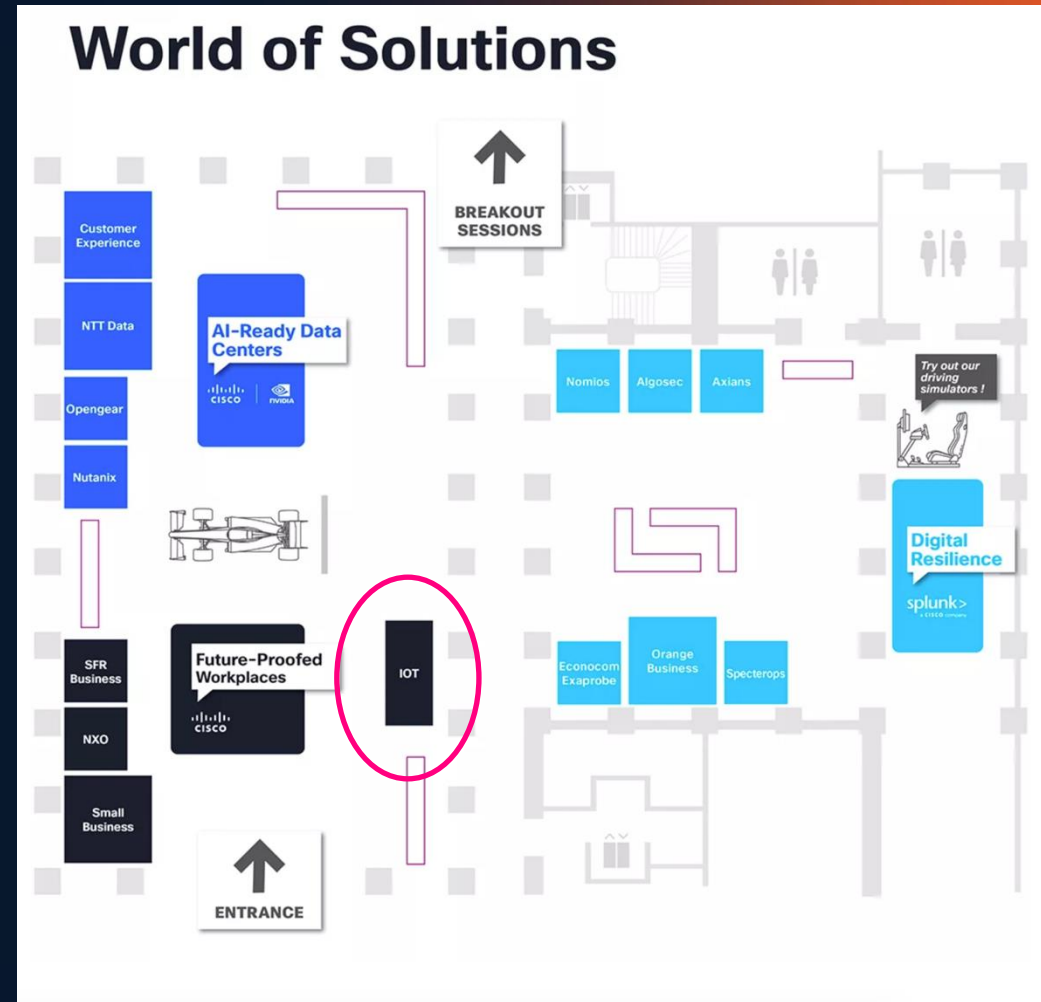 World of Solutions
BREAKOUT
SESSIONS
Customer
Experience
NTT Data
AI-Ready Data
Centers
CISCO
NVIDIA
Opengear
Nutanix
Nomios
Algosec
Axians
Try out our
driving
simulators !
Digital
Resilience
splunk>
a CISCO company
SFR
Business
NXO
Small
Business
Future-Proofed
Workplaces
CISCO
IOT
Econocom
Exaprobe
Orange
Business
Specterops
ENTRANCE